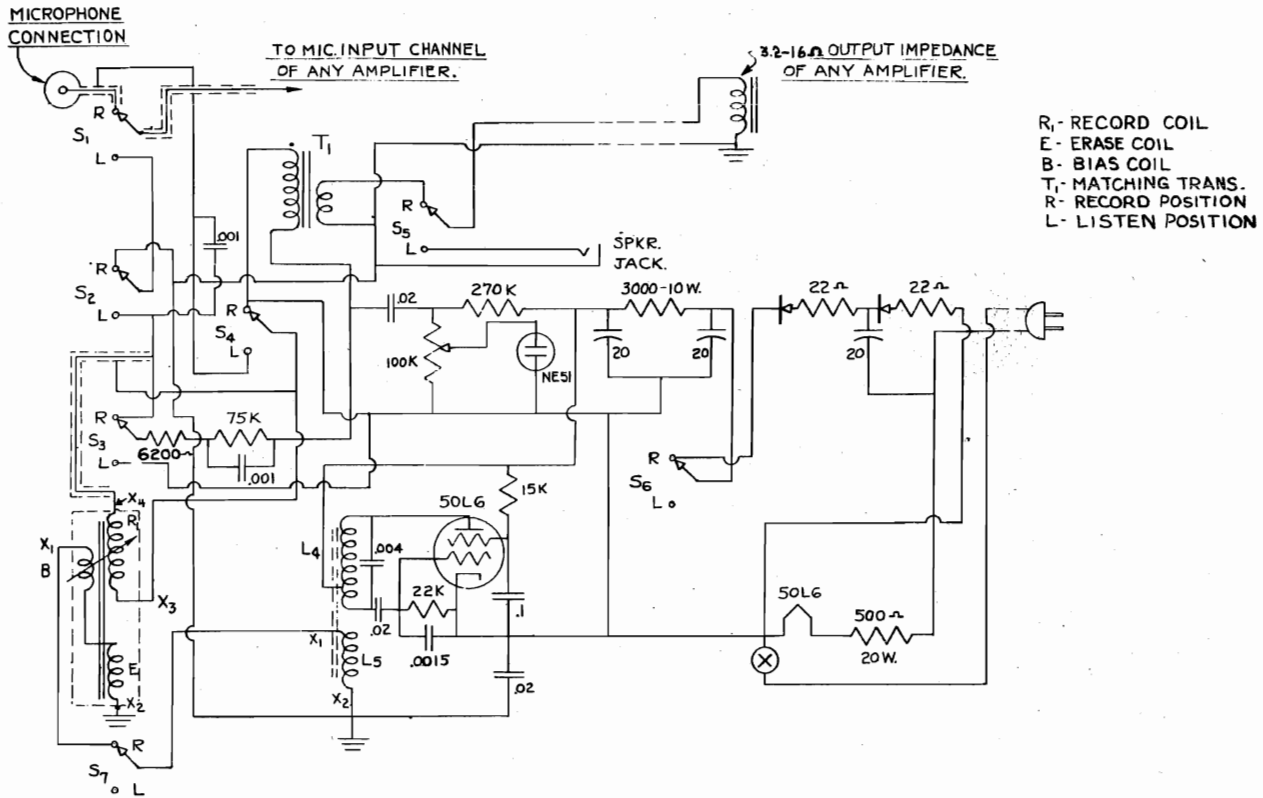 MICROPHONE
CONNECTION
TO MIC. INPUT CHANNEL
OF ANY AMPLIFIER.
3.2-16Ω OUTPUT IMPEDANCE
OF ANY AMPLIFIER.
R₁- RECORD COIL
E- ERASE COIL
B- BIAS COIL
T₁- MATCHING TRANS.
R- RECORD POSITION
L- LISTEN POSITION
R
S₁
L
T₁
R
S₅
L
SPKR.
JACK.
.001
R
S₂
L
R
S₄
L
.02
270K
100K
NE51
3000-10W.
20
20
22Ω
22Ω
20
R
S₃
L
6200~
75K
.001
R
S₆
L
15K
50L6
L₄
.004
22K
.02
.0015
.1
.02
X₁
L₅
X₂
X₄
R₁
X₁
B
X₃
E
X₂
50L6
500Ω
20W.
R
S₇
L